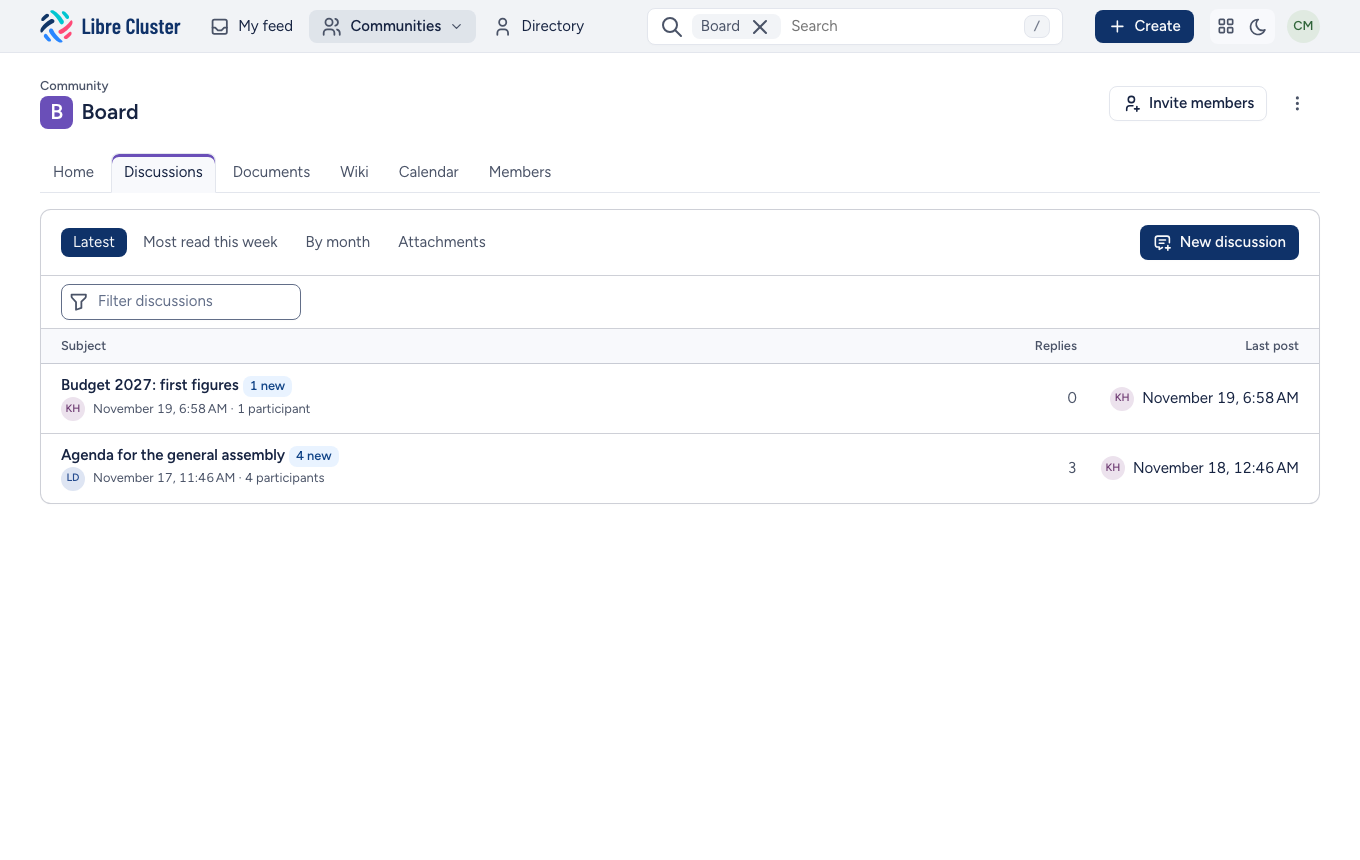 Libre Cluster My feed Communities Directory Board Search / Create CM
Community
B Board
Invite members
Home Discussions Documents Wiki Calendar Members
Latest Most read this week By month Attachments New discussion
Filter discussions
Subject Replies Last post
Budget 2027: first figures 1 new
KH November 19, 6:58 AM · 1 participant
0 KH November 19, 6:58 AM
Agenda for the general assembly 4 new
LD November 17, 11:46 AM · 4 participants
3 KH November 18, 12:46 AM